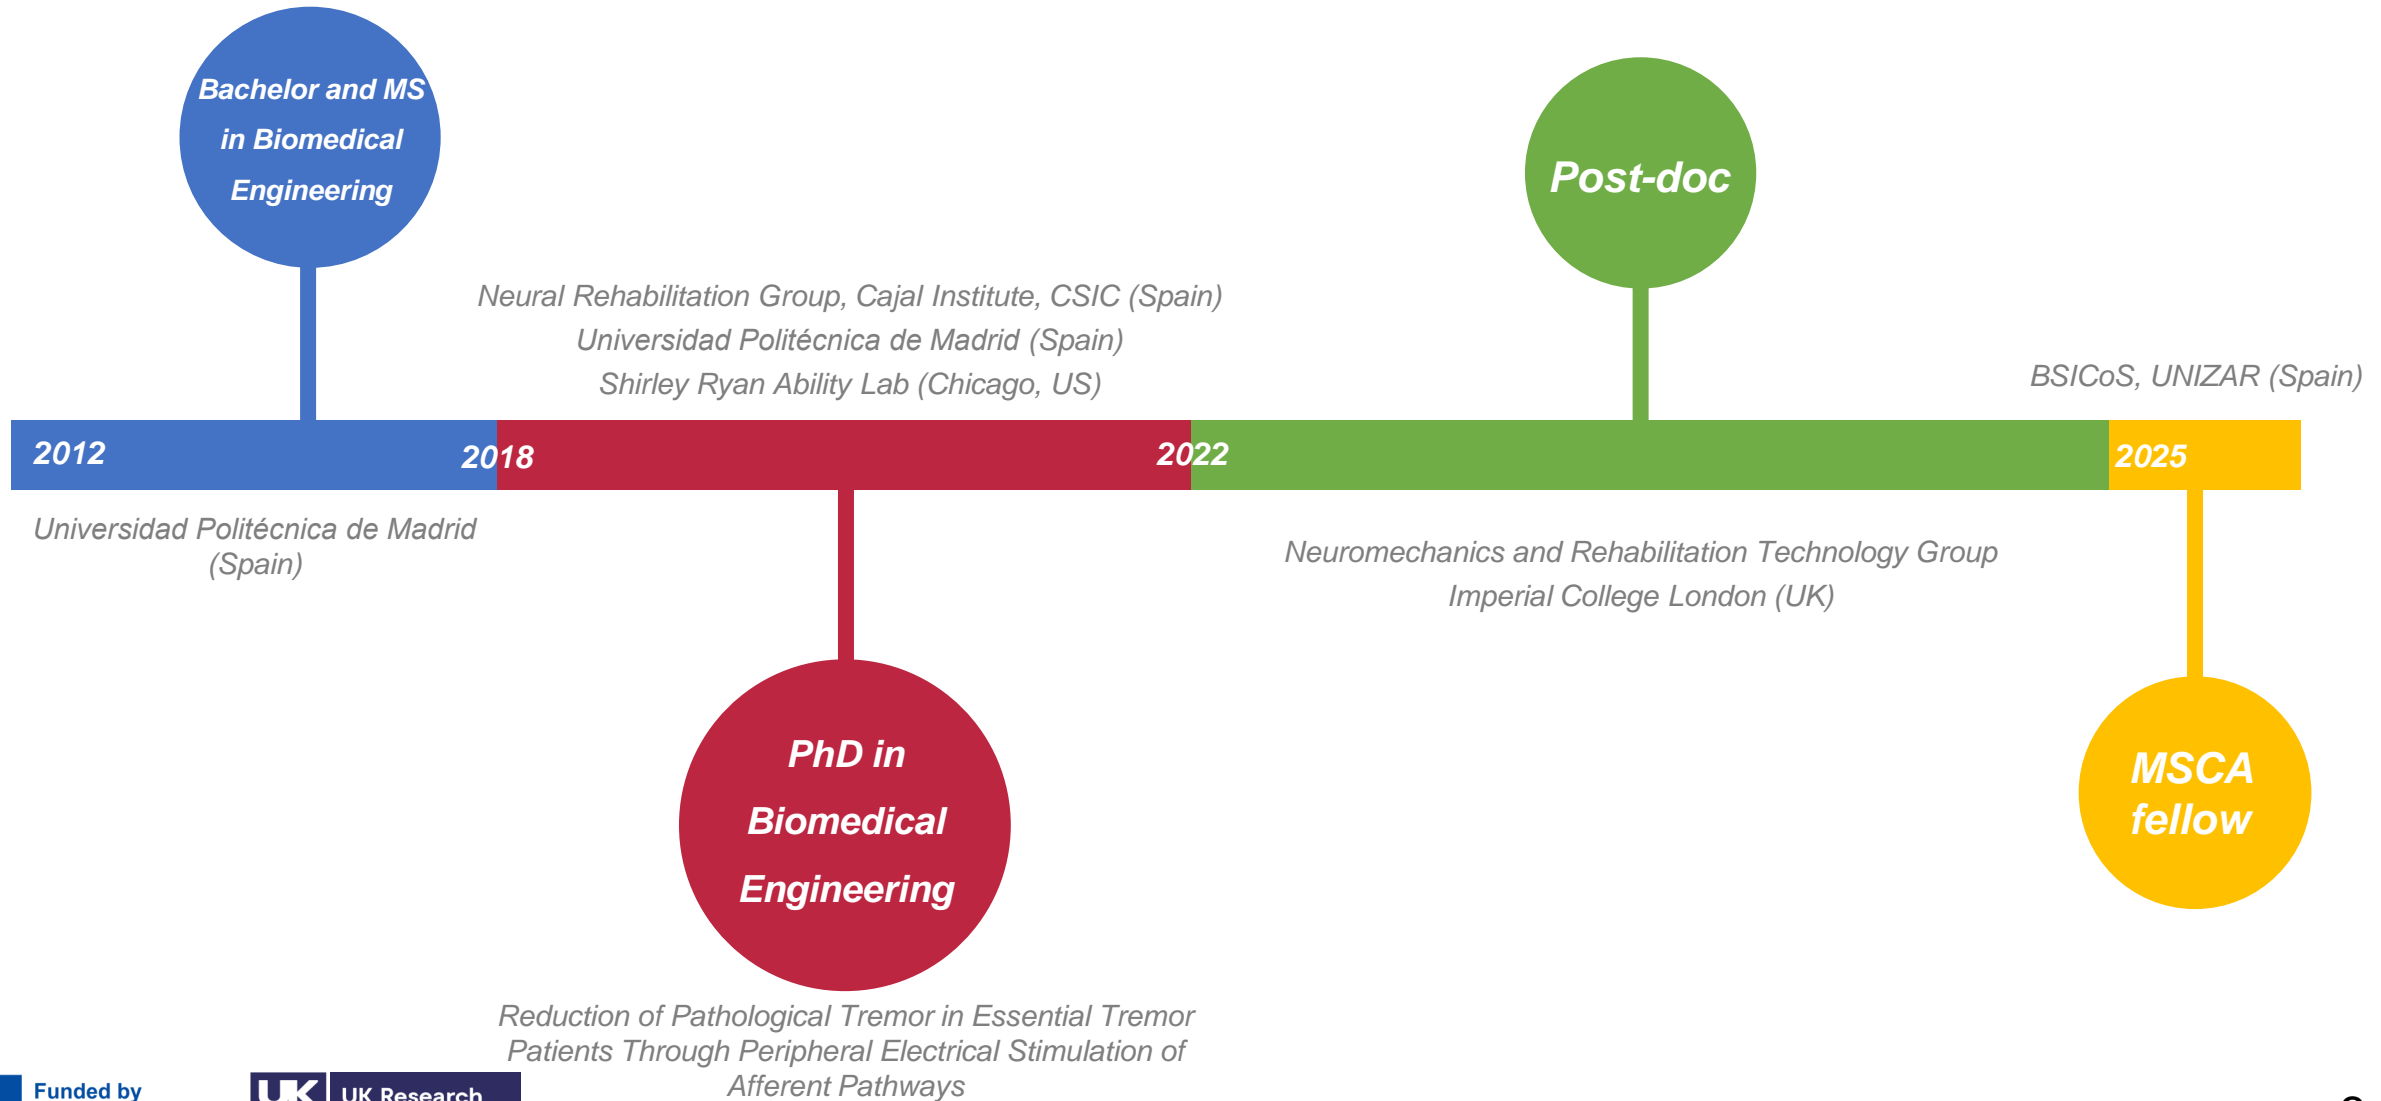 Bachelor and MS
in Biomedical
Engineering
Post-doc
Neural Rehabilitation Group, Cajal Institute, CSIC (Spain)
Universidad Politécnica de Madrid (Spain)
Shirley Ryan Ability Lab (Chicago, US)
BSICoS, UNIZAR (Spain)
2012
2018
2022
2025
Universidad Politécnica de Madrid
(Spain)
Neuromechanics and Rehabilitation Technology Group
Imperial College London (UK)
PhD in
Biomedical
Engineering
MSCA
fellow
Reduction of Pathological Tremor in Essential Tremor
Patients Through Peripheral Electrical Stimulation of
Afferent Pathways
Funded by
UK
UK Research